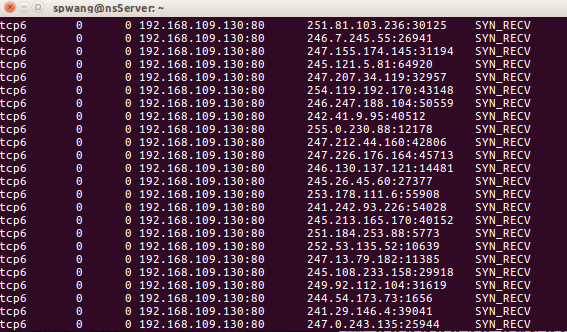 spwang@nsServer: ~
tcp6 0 0 192.168.109.130:80 251.81.103.236:30125 SYN_RECV
tcp6 0 0 192.168.109.130:80 246.7.245.55:26941 SYN_RECV
tcp6 0 0 192.168.109.130:80 247.155.174.145:31194 SYN_RECV
tcp6 0 0 192.168.109.130:80 245.121.5.81:64920 SYN_RECV
tcp6 0 0 192.168.109.130:80 247.207.34.119:32957 SYN_RECV
tcp6 0 0 192.168.109.130:80 254.119.192.170:43148 SYN_RECV
tcp6 0 0 192.168.109.130:80 246.247.188.104:50559 SYN_RECV
tcp6 0 0 192.168.109.130:80 242.41.9.95:40512 SYN_RECV
tcp6 0 0 192.168.109.130:80 255.0.230.88:12178 SYN_RECV
tcp6 0 0 192.168.109.130:80 247.212.44.160:42806 SYN_RECV
tcp6 0 0 192.168.109.130:80 247.226.176.164:45713 SYN_RECV
tcp6 0 0 192.168.109.130:80 246.130.137.121:14481 SYN_RECV
tcp6 0 0 192.168.109.130:80 245.26.45.60:27377 SYN_RECV
tcp6 0 0 192.168.109.130:80 253.178.111.6:55908 SYN_RECV
tcp6 0 0 192.168.109.130:80 241.242.93.226:54028 SYN_RECV
tcp6 0 0 192.168.109.130:80 245.213.165.170:40152 SYN_RECV
tcp6 0 0 192.168.109.130:80 251.184.253.88:5773 SYN_RECV
tcp6 0 0 192.168.109.130:80 252.53.135.52:10639 SYN_RECV
tcp6 0 0 192.168.109.130:80 247.13.79.182:11385 SYN_RECV
tcp6 0 0 192.168.109.130:80 245.108.233.158:29918 SYN_RECV
tcp6 0 0 192.168.109.130:80 249.92.112.104:31619 SYN_RECV
tcp6 0 0 192.168.109.130:80 244.54.173.73:1656 SYN_RECV
tcp6 0 0 192.168.109.130:80 241.29.146.4:39041 SYN_RECV
tcp6 0 0 192.168.109.130:80 247.0.243.135:25944 SYN_RECV